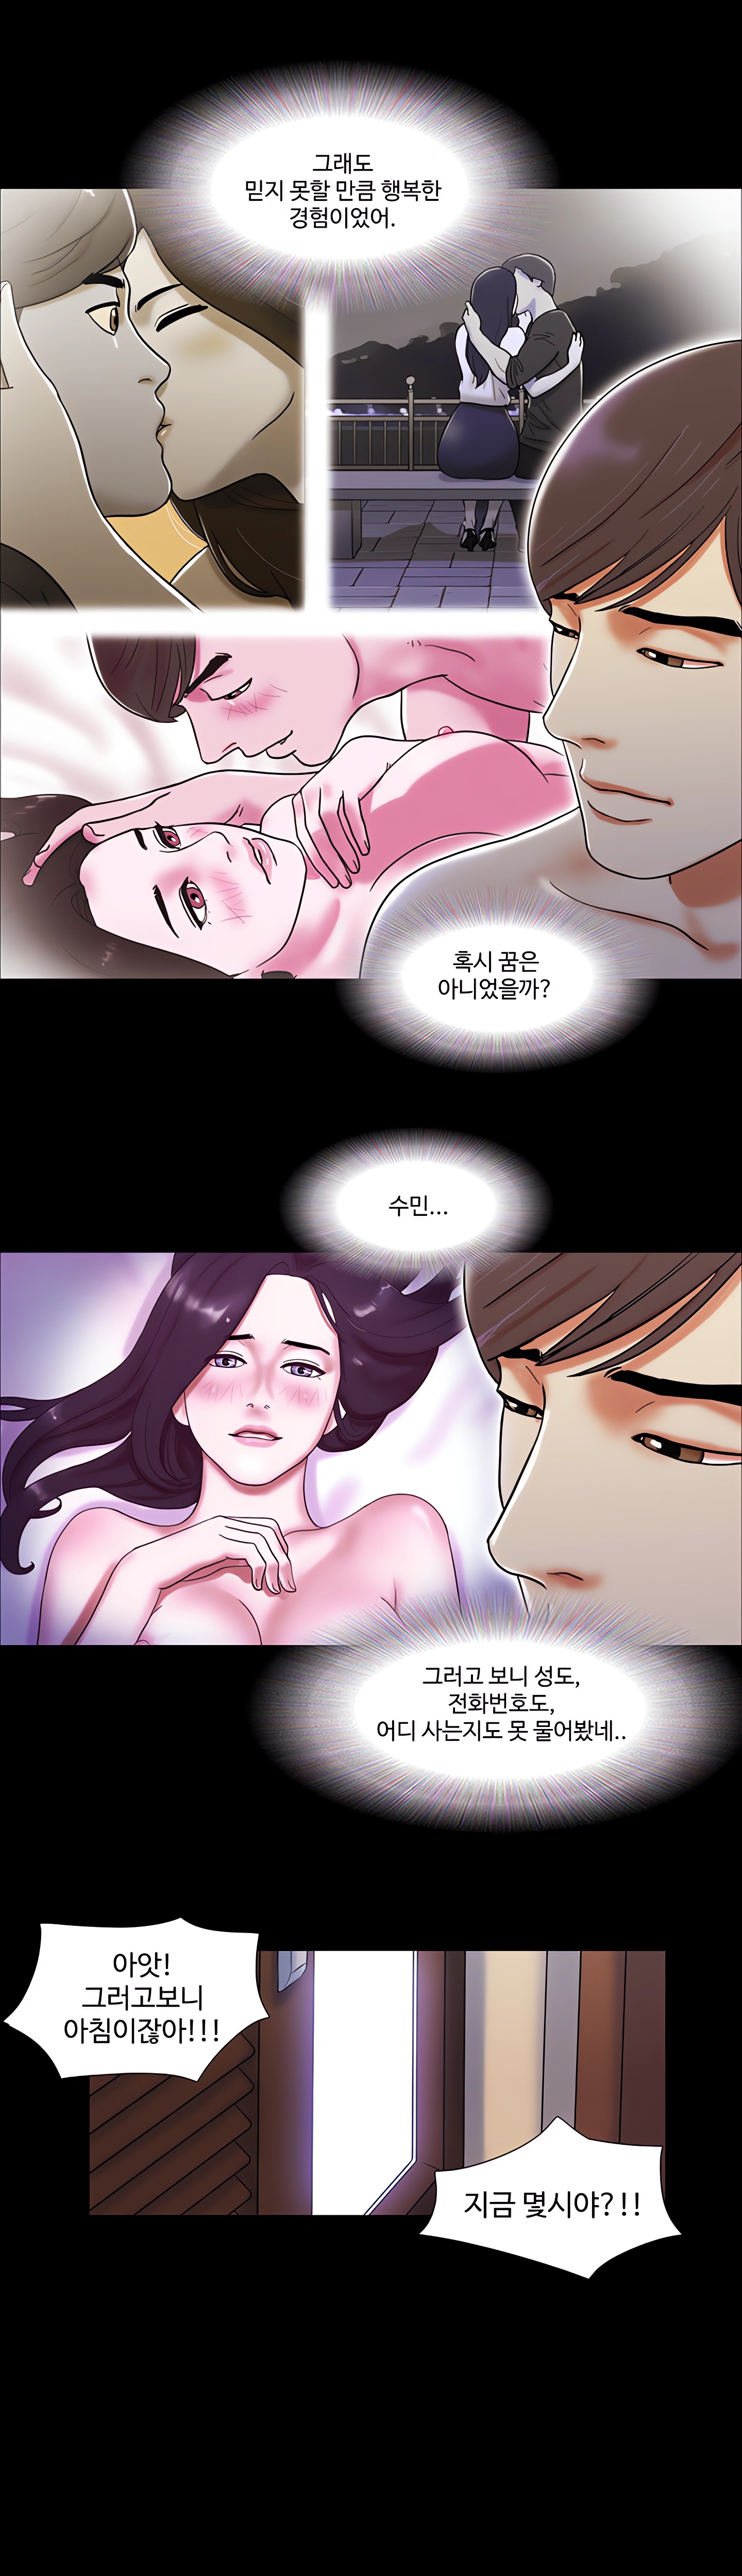 그래도
믿지 못할 만큼 행복한
경험이었어.
혹시 꿈은
아니었을까?
수민...
그러고 보니 성도,
전화번호도,
어디 사는지도 못 물어봤네..
아앗!
그러고보니
아침이잖아!!!
지금 몇시야?!!